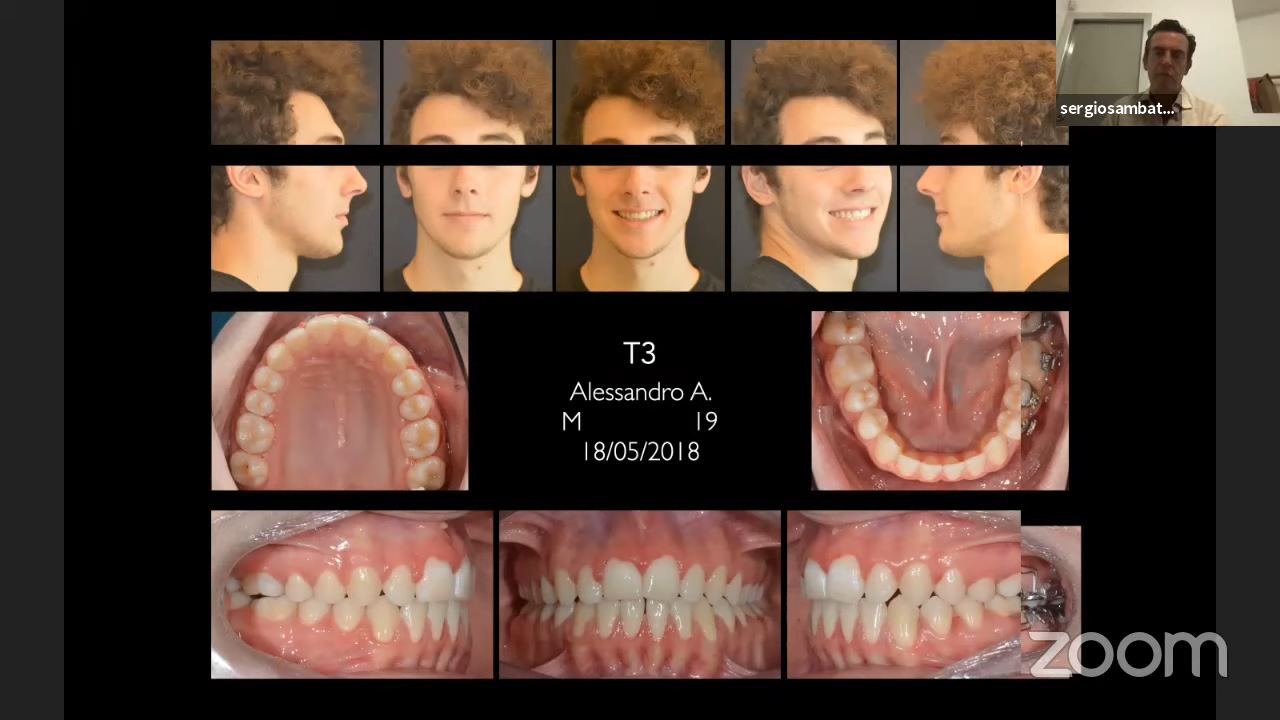 sergiosambat...
T3
Alessandro A.
M 19
18/05/2018
zoom